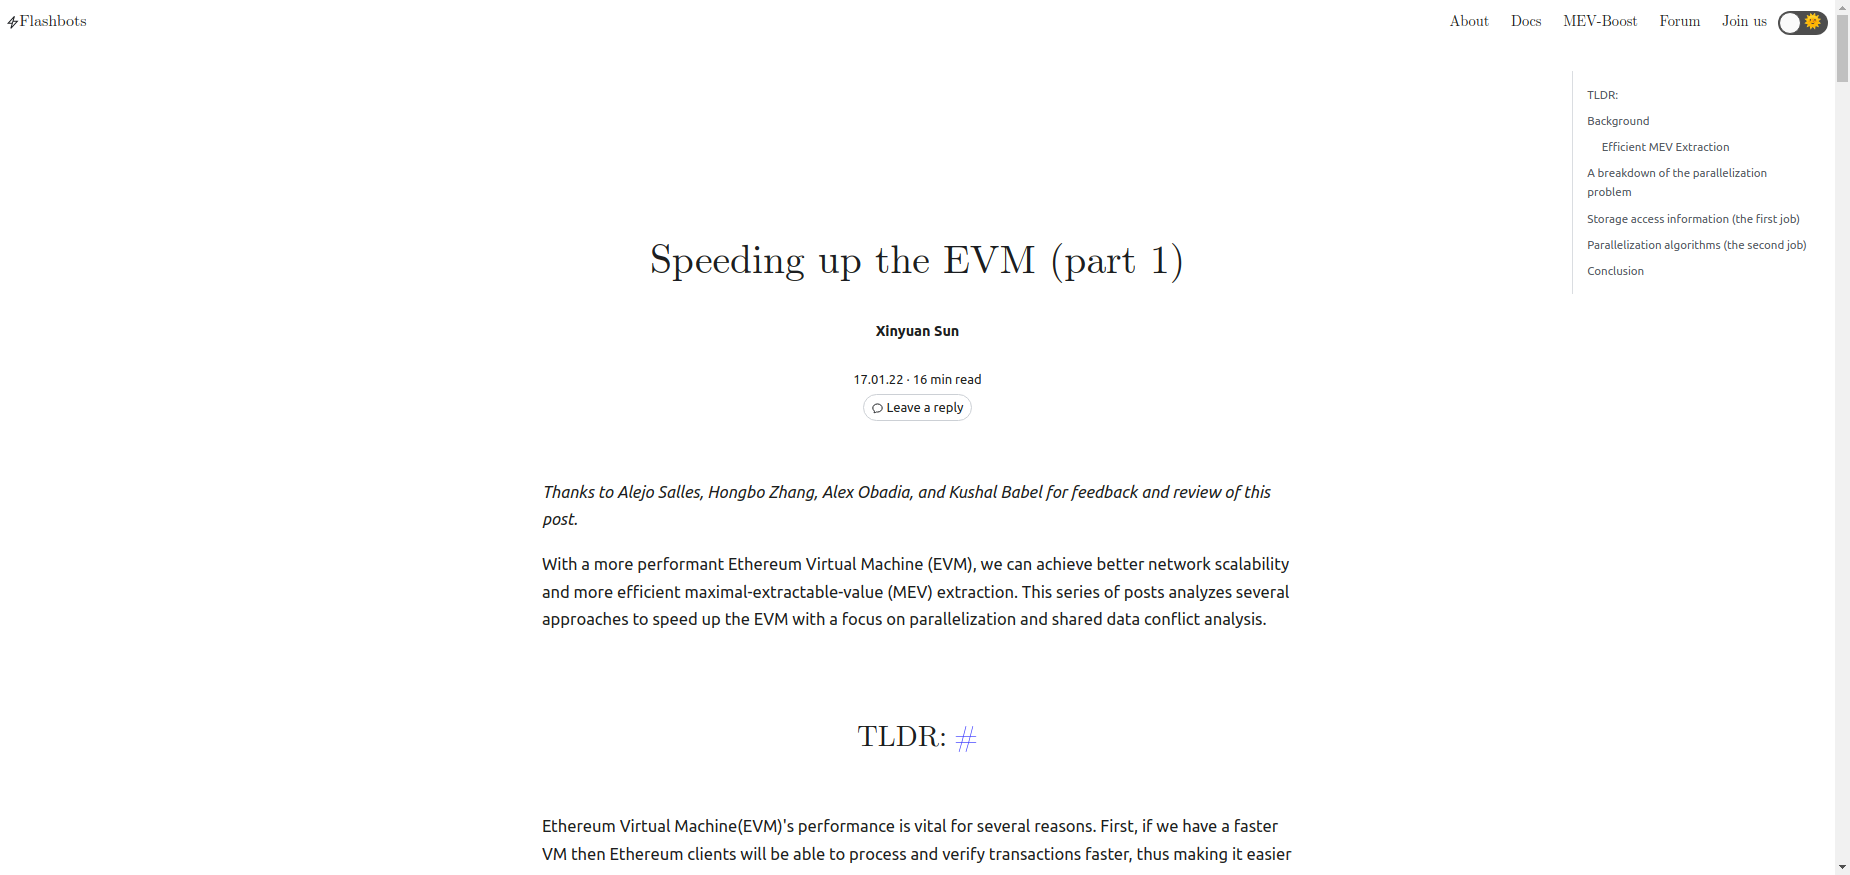 Flashbots
About Docs MEV-Boost Forum Join us
TLDR:
Background
Efficient MEV Extraction
A breakdown of the parallelization
problem
Storage access information (the first job)
Parallelization algorithms (the second job)
Conclusion
Speeding up the EVM (part 1)
Xinyuan Sun
17.01.22 · 16 min read
Leave a reply
Thanks to Alejo Salles, Hongbo Zhang, Alex Obadia, and Kushal Babel for feedback and review of this
post.
With a more performant Ethereum Virtual Machine (EVM), we can achieve better network scalability
and more efficient maximal-extractable-value (MEV) extraction. This series of posts analyzes several
approaches to speed up the EVM with a focus on parallelization and shared data conflict analysis.
TLDR: #
Ethereum Virtual Machine(EVM)'s performance is vital for several reasons. First, if we have a faster
VM then Ethereum clients will be able to process and verify transactions faster, thus making it easier